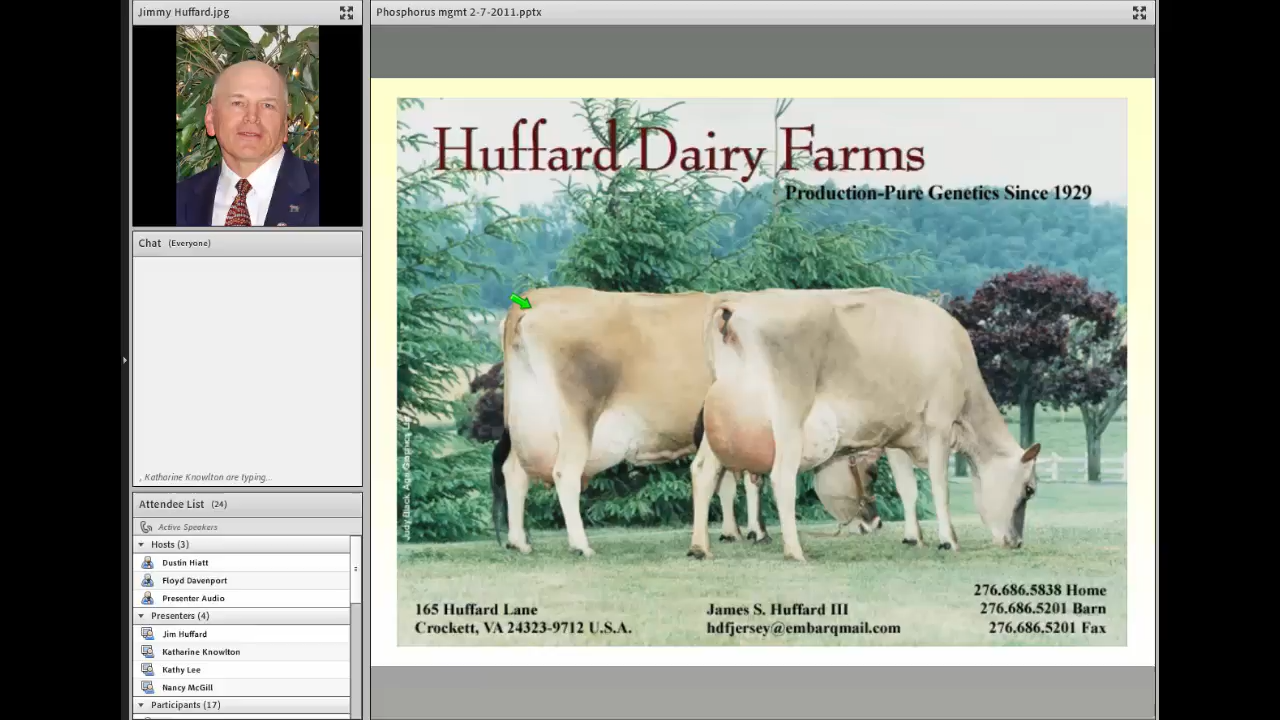 Jimmy Huffard.jpg
Chat (Everyone)
, Katharine Knowlton are typing...
Attendee List (24)
Active Speakers
Hosts (3)
Dustin Hiatt
Floyd Davenport
Presenter Audio
Presenters (4)
Jim Huffard
Katharine Knowlton
Kathy Lee
Nancy McGill
Participants (17)
Phosphorus mgmt 2-7-2011.pptx
Huffard Dairy Farms
Production-Pure Genetics Since 1929
165 Huffard Lane
Crockett, VA 24323-9712 U.S.A.
James S. Huffard III
hdfjersey@embarqmail.com
276.686.5838 Home
276.686.5201 Barn
276.686.5201 Fax